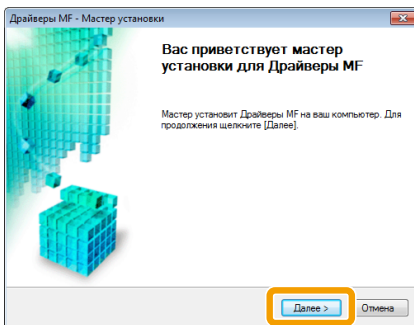 Драйверы MF - Мастер установки
Вас приветствует мастер
установки для Драйверы MF
Мастер установит Драйверы MF на ваш компьютер. Для
продолжения щелкните [Далее].
Далее >
Отмена